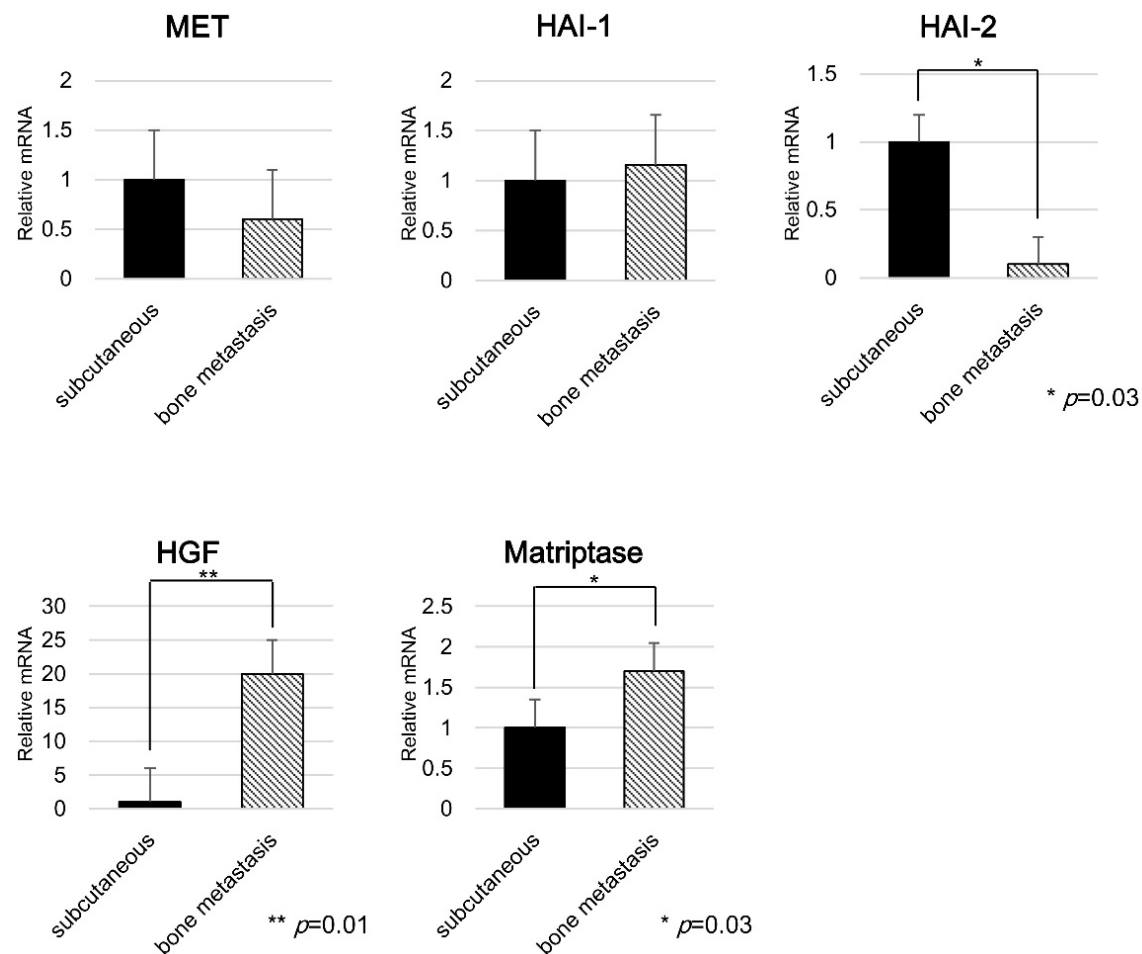 MET
Relative mRNA
2
1.5
1
0.5
0
subcutaneous
bone metastasis
HAI-1
Relative mRNA
2
1.5
1
0.5
0
subcutaneous
bone metastasis
HAI-2
*
Relative mRNA
1.5
1
0.5
0
subcutaneous
bone metastasis
* p=0.03
HGF
**
Relative mRNA
30
25
20
15
10
5
0
subcutaneous
bone metastasis
** p=0.01
Matriptase
*
Relative mRNA
2.5
2
1.5
1
0.5
0
subcutaneous
bone metastasis
* p=0.03